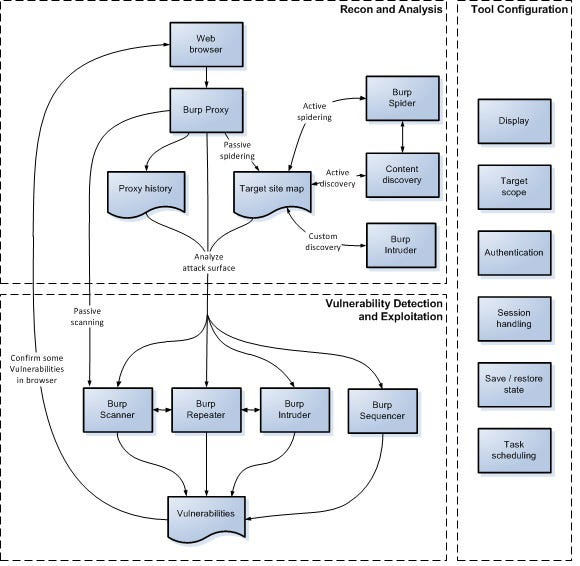 Recon and Analysis
Tool Configuration
Web
browser
Burp Proxy
Burp
Spider
Active
spidering
Passive
spidering
Proxy history
Target site map
Active
discovery
Content
discovery
Custom
discovery
Burp
Intruder
Analyze
attack surface
Display
Target
scope
Authentication
Session
handling
Save / restore
state
Task
scheduling
Vulnerability Detection
and Exploitation
Passive
scanning
Confirm some
Vulnerabilities
in browser
Burp
Scanner
Burp
Repeater
Burp
Intruder
Burp
Sequencer
Vulnerabilities